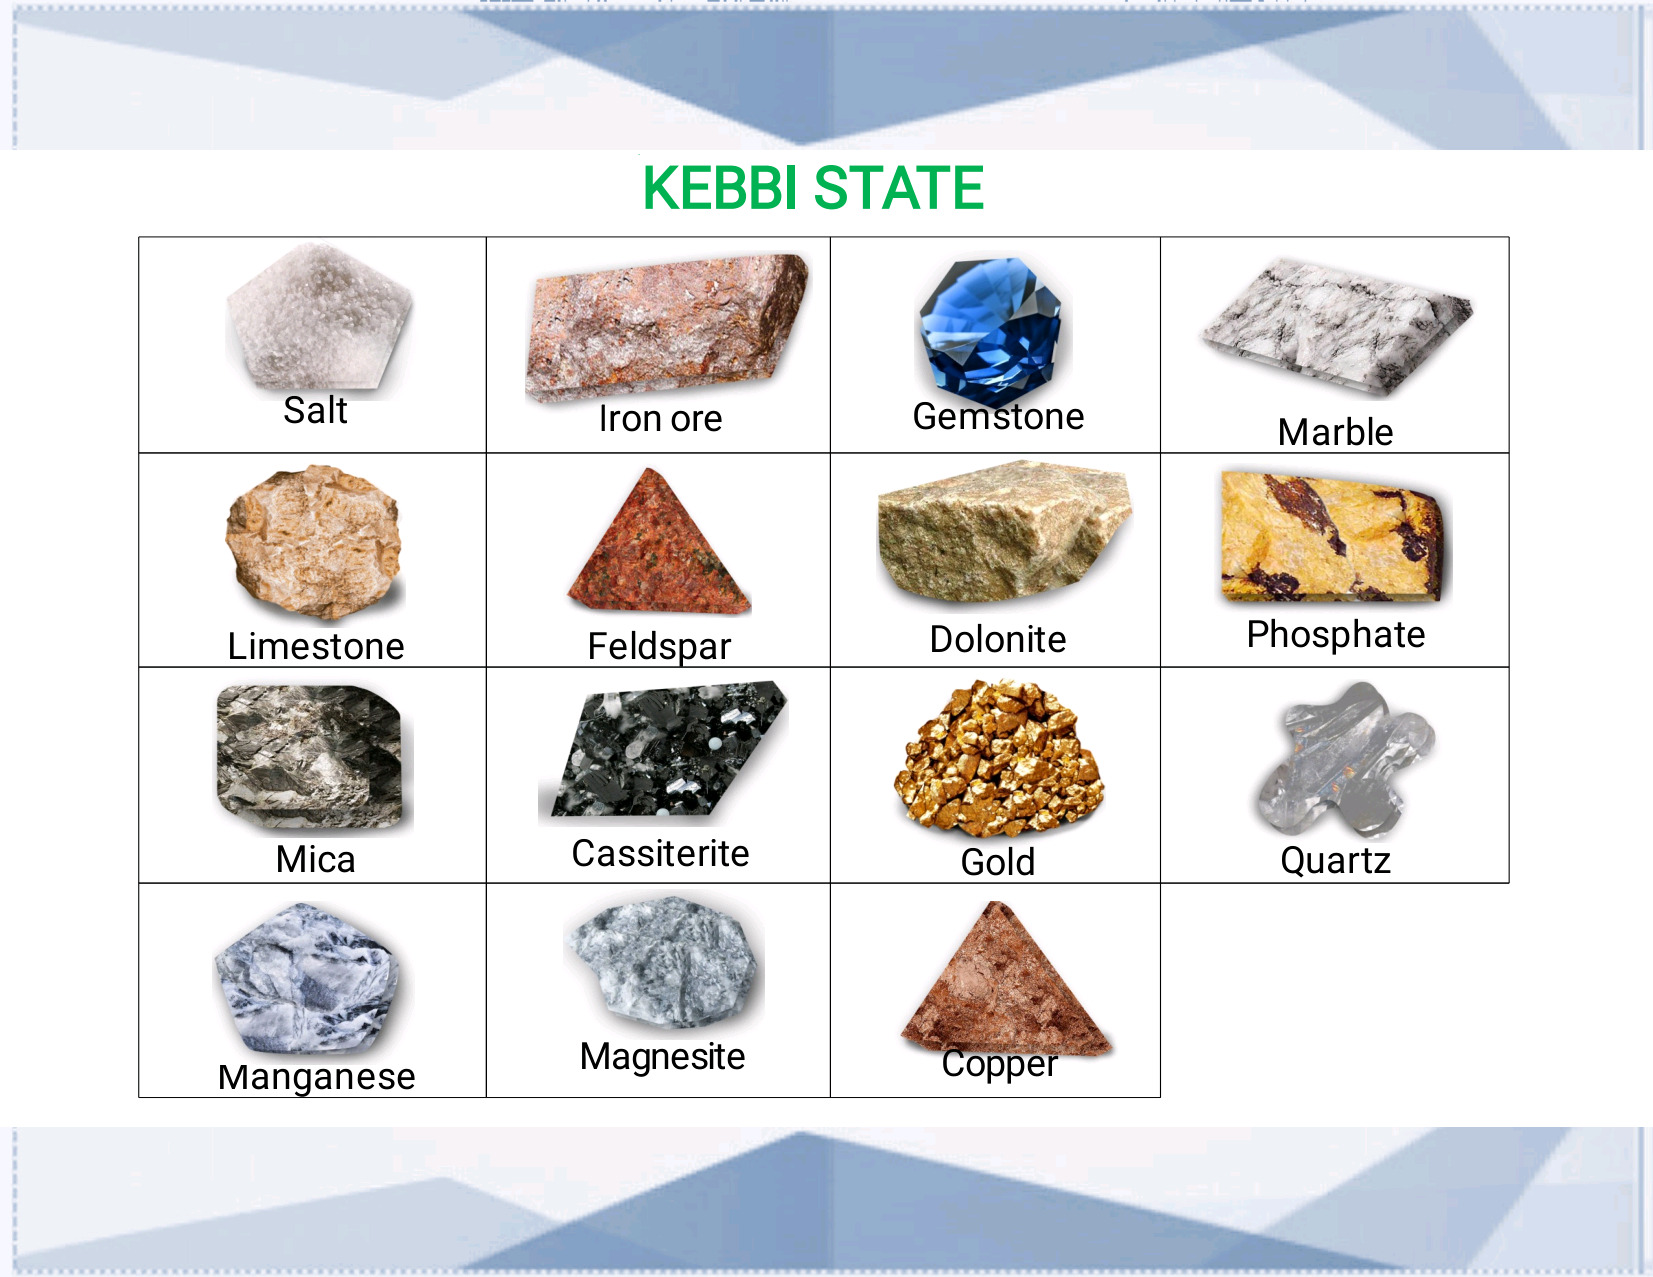 KEBBI STATE
Salt
Iron ore
Gemstone
Marble
Limestone
Feldspar
Dolonite
Phosphate
Mica
Cassiterite
Gold
Quartz
Manganese
Magnesite
Copper